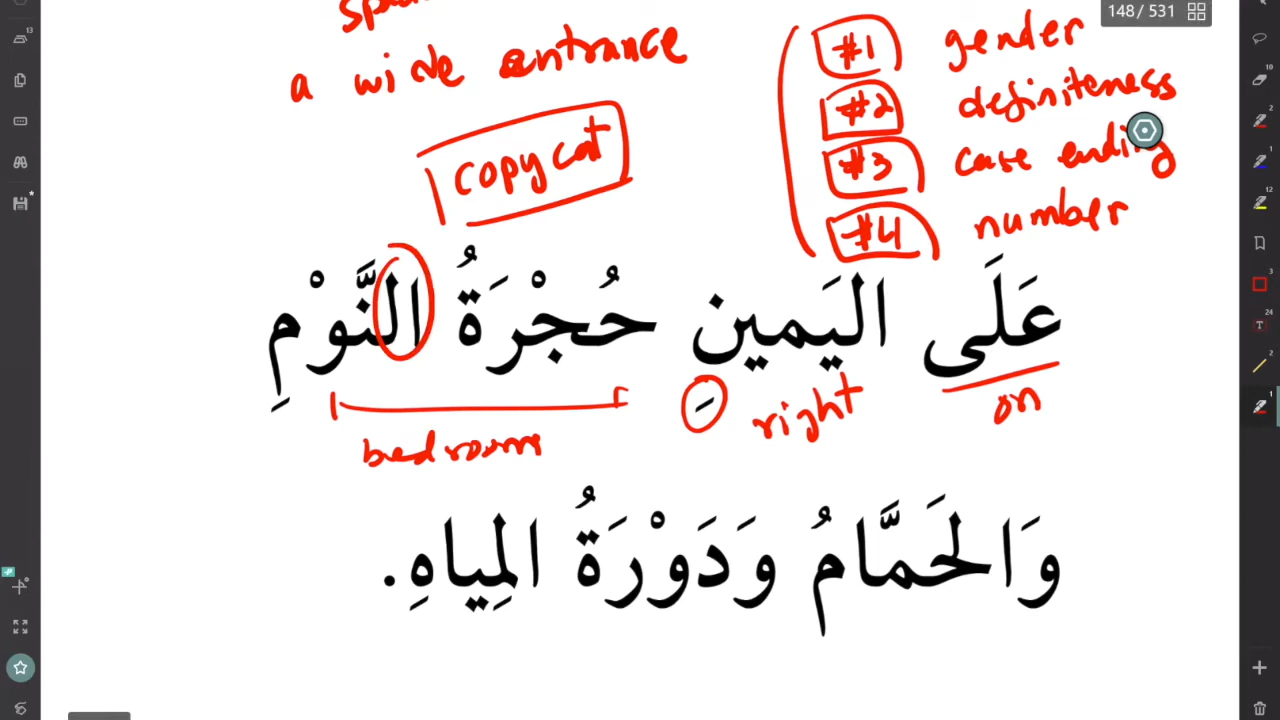 148 / 531
#1 gender
a wide entrance
#2 definiteness
copy cat
#3 case ending
#4 number
عَلَى اليَمينِ حُجْرَةُ النَّوْمِ
on
right
bedroom
وَالحَمَّامُ وَدَوْرَةُ المِياهِ.